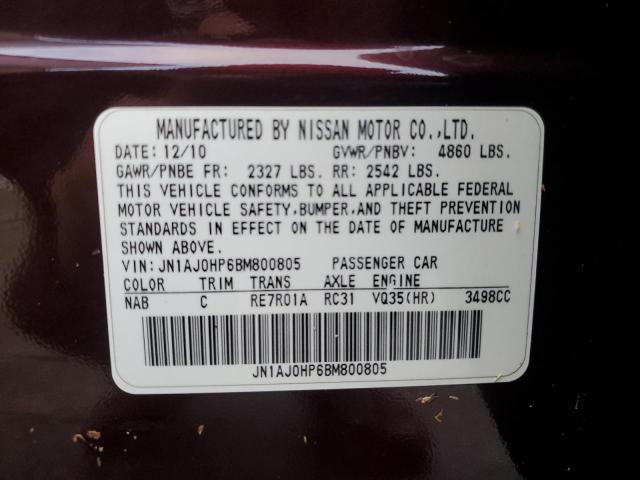 MANUFACTURED BY NISSAN MOTOR CO.,LTD.
DATE: 12/10 GVWR/PNBV: 4860 LBS.
GAWR/PNBE FR: 2327 LBS. RR: 2542 LBS.
THIS VEHICLE CONFORMS TO ALL APPLICABLE FEDERAL
MOTOR VEHICLE SAFETY,BUMPER,AND THEFT PREVENTION
STANDARDS IN EFFECT ON THE DATE OF MANUFACTURE
SHOWN ABOVE.
VIN: JN1AJ0HP6BM800805 PASSENGER CAR
COLOR TRIM TRANS AXLE ENGINE
NAB C RE7R01A RC31 VQ35(HR) 3498CC
JN1AJ0HP6BM800805